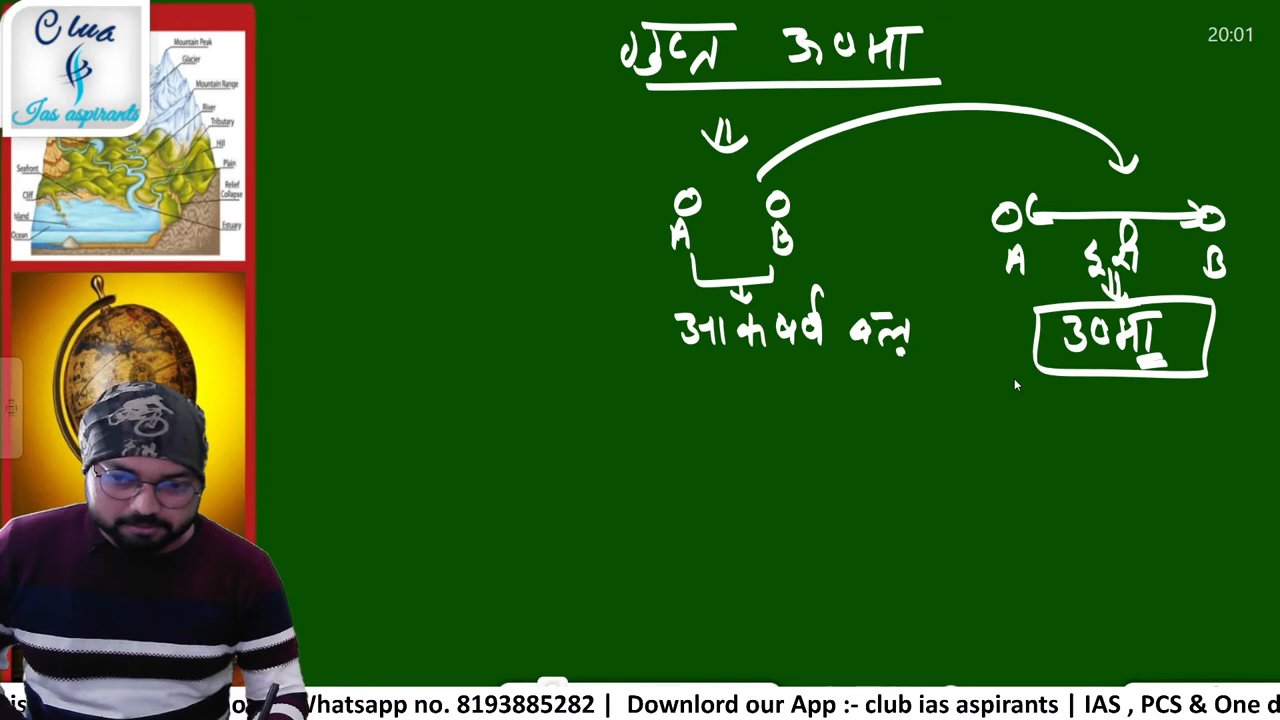 Clua
Ias aspirants
Mountain Peak
Glacier
Mountain Range
River
Tributary
Hill
Plain
Seafront
Relief
Collapse
Cliff
Island
Estuary
Ocean
20:01
ऊष्मा
A B
आकर्षण बल
A दूरी B
ऊष्मा
Whatsapp no. 8193885282 | Downlord our App :- club ias aspirants | IAS , PCS & One d